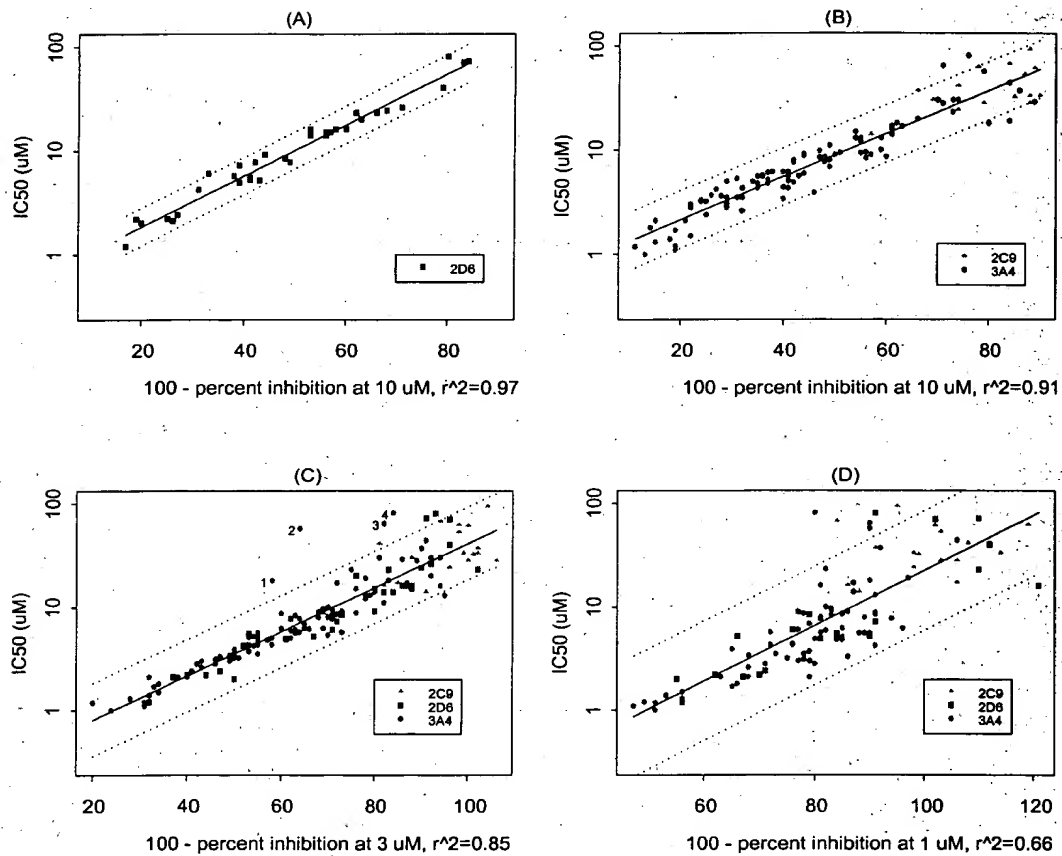 (A)
IC50 (uM)
100
10
1
2D6
20 40 60 80
100 - percent inhibition at 10 uM, r^2=0.97
(B)
IC50 (uM)
100
10
1
2C9
3A4
20 40 60 80
100 - percent inhibition at 10 uM, r^2=0.91
(C)
IC50 (uM)
100
10
1
2
3
4
1
2C9
2D6
3A4
20 40 60 80 100
100 - percent inhibition at 3 uM, r^2=0.85
(D)
IC50 (uM)
100
10
1
2C9
2D6
3A4
60 80 100 120
100 - percent inhibition at 1 uM, r^2=0.66